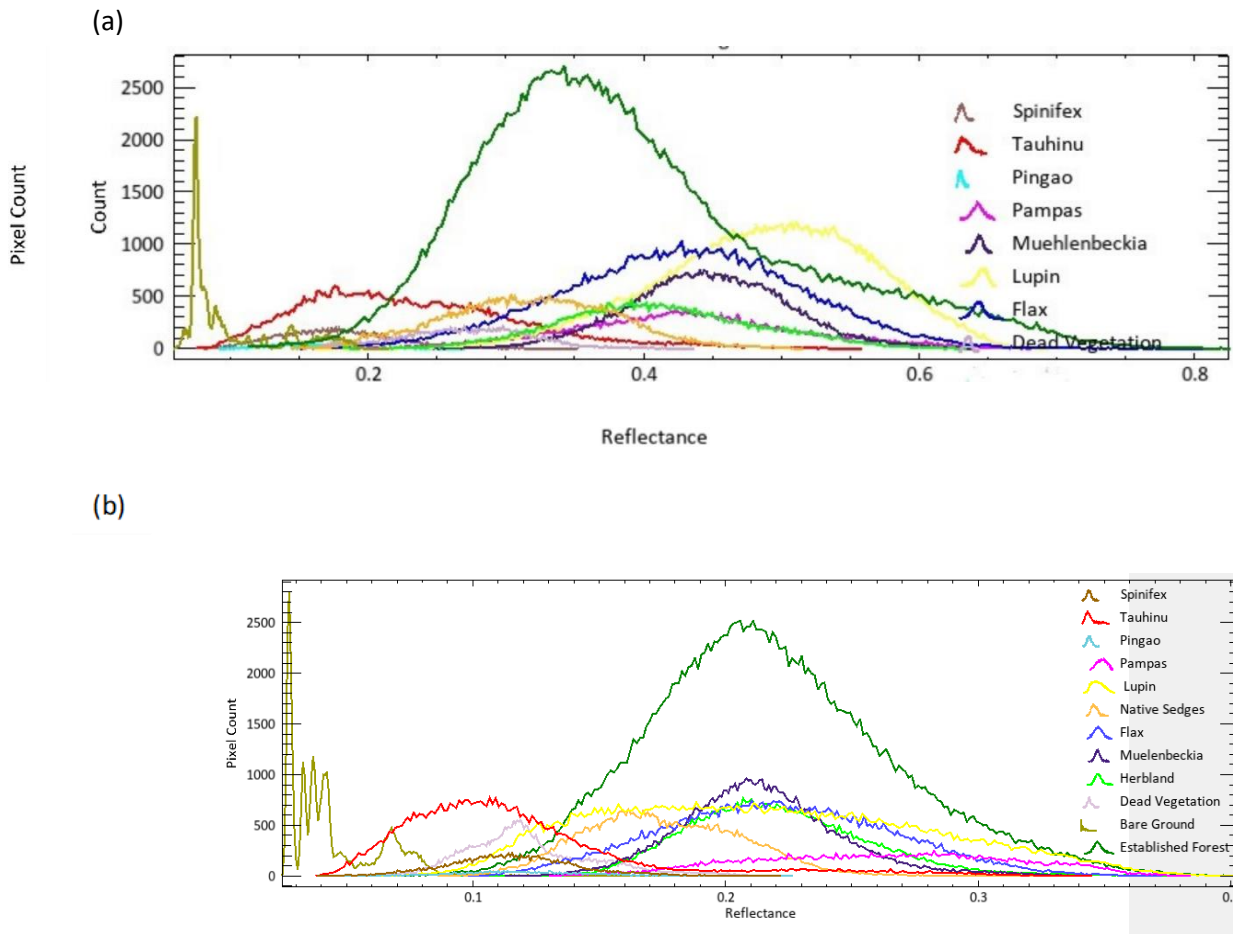 (a)
2500
2000
1500
1000
500
0
Pixel Count
Count
0.2
0.4
0.6
0.8
Reflectance
Spinifex
Tauhinu
Pingao
Pampas
Muehlenbeckia
Lupin
Flax
Dead Vegetation
(b)
2500
2000
1500
1000
500
0
Pixel Count
0.1
0.2
0.3
Reflectance
Spinifex
Tauhinu
Pingao
Pampas
Lupin
Native Sedges
Flax
Muelenbeckia
Herbland
Dead Vegetation
Bare Ground
Established Forest